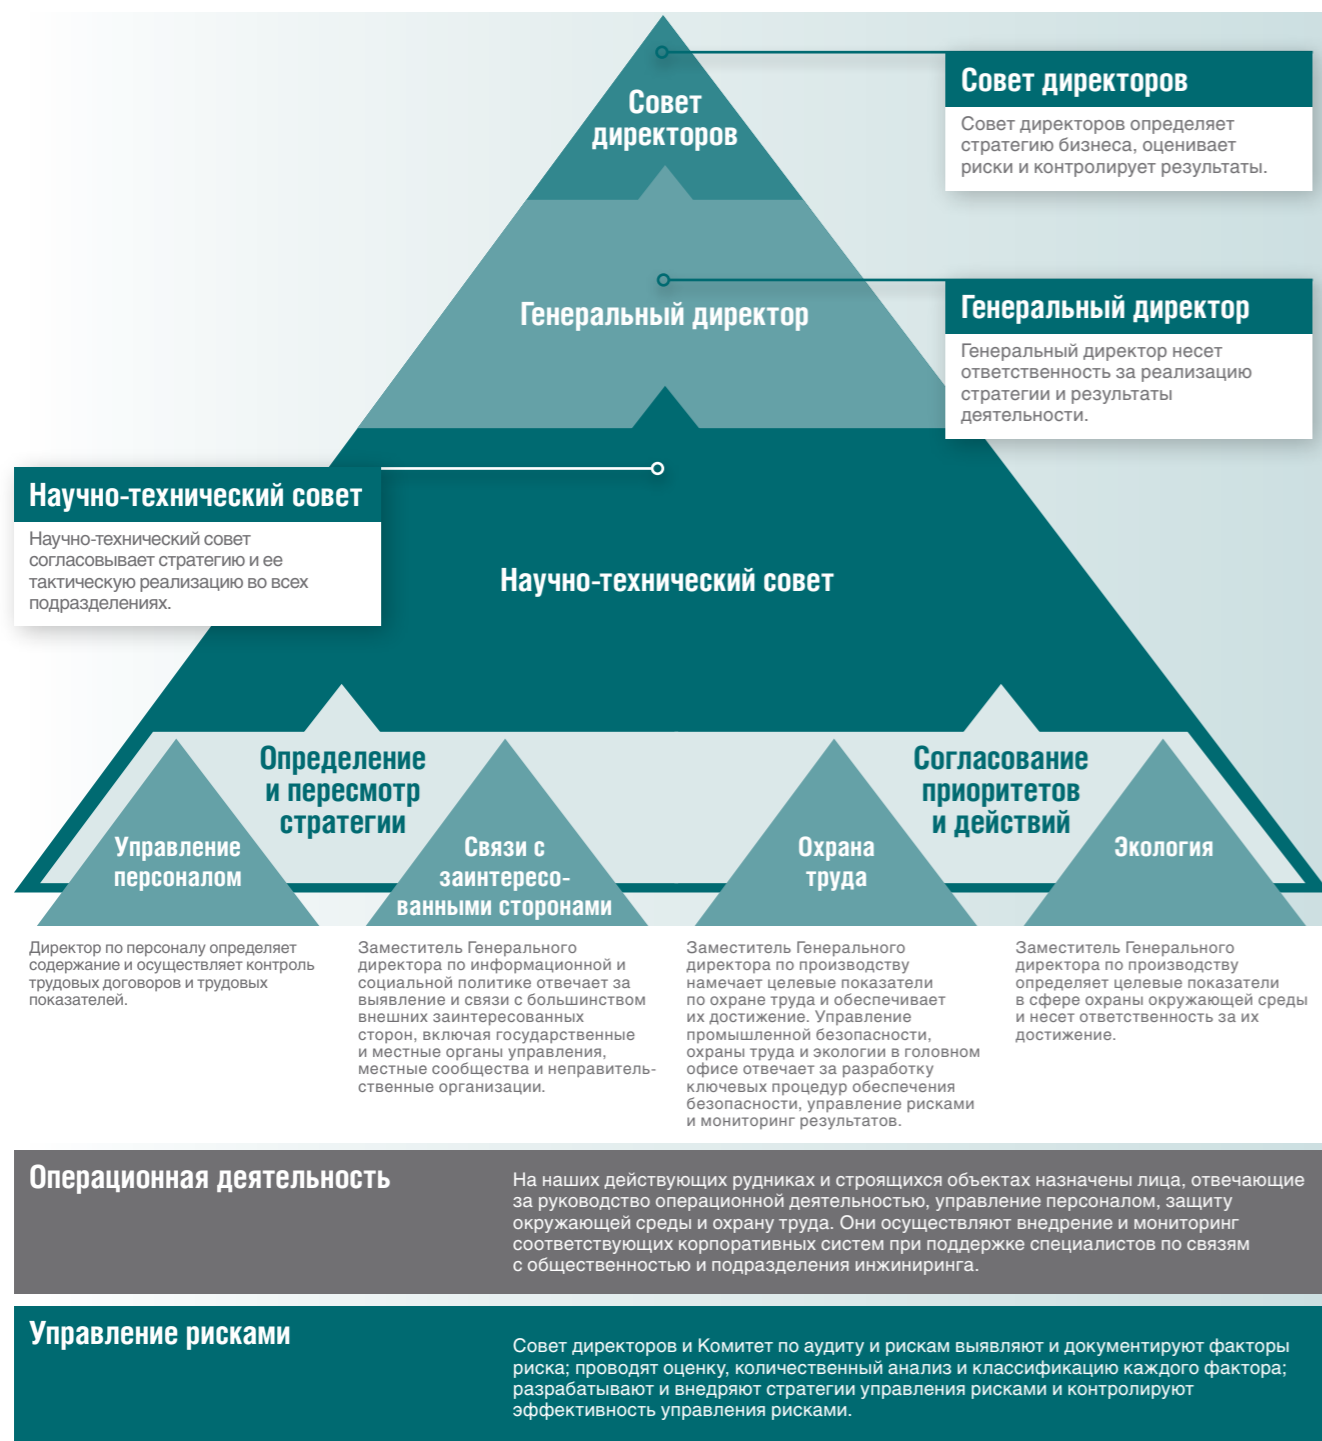 Совет
директоров
Совет директоров
Совет директоров определяет
стратегию бизнеса, оценивает
риски и контролирует результаты.
Генеральный директор
Генеральный директор
Генеральный директор несет
ответственность за реализацию
стратегии и результаты
деятельности.
Научно-технический совет
Научно-технический совет
согласовывает стратегию и ее
тактическую реализацию во всех
подразделениях.
Научно-технический совет
Определение
и пересмотр
стратегии
Согласование
приоритетов
и действий
Управление
персоналом
Связи с
заинтересо-
ванными сторонами
Охрана
труда
Экология
Директор по персоналу определяет
содержание и осуществляет контроль
трудовых договоров и трудовых
показателей.
Заместитель Генерального
директора по информационной и
социальной политике отвечает за
выявление и связи с большинством
внешних заинтересованных
сторон, включая государственные
и местные органы управления,
местные сообщества и неправитель-
ственные организации.
Заместитель Генерального
директора по производству
намечает целевые показатели
по охране труда и обеспечивает
их достижение. Управление
промышленной безопасности,
охраны труда и экологии в головном
офисе отвечает за разработку
ключевых процедур обеспечения
безопасности, управление рисками
и мониторинг результатов.
Заместитель Генерального
директора по производству
определяет целевые показатели
в сфере охраны окружающей среды
и несет ответственность за их
достижение.
Операционная деятельность
На наших действующих рудниках и строящихся объектах назначены лица, отвечающие
за руководство операционной деятельностью, управление персоналом, защиту
окружающей среды и охрану труда. Они осуществляют внедрение и мониторинг
соответствующих корпоративных систем при поддержке специалистов по связям
с общественностью и подразделения инжиниринга.
Управление рисками
Совет директоров и Комитет по аудиту и рискам выявляют и документируют факторы
риска; проводят оценку, количественный анализ и классификацию каждого фактора;
разрабатывают и внедряют стратегии управления рисками и контролируют
эффективность управления рисками.